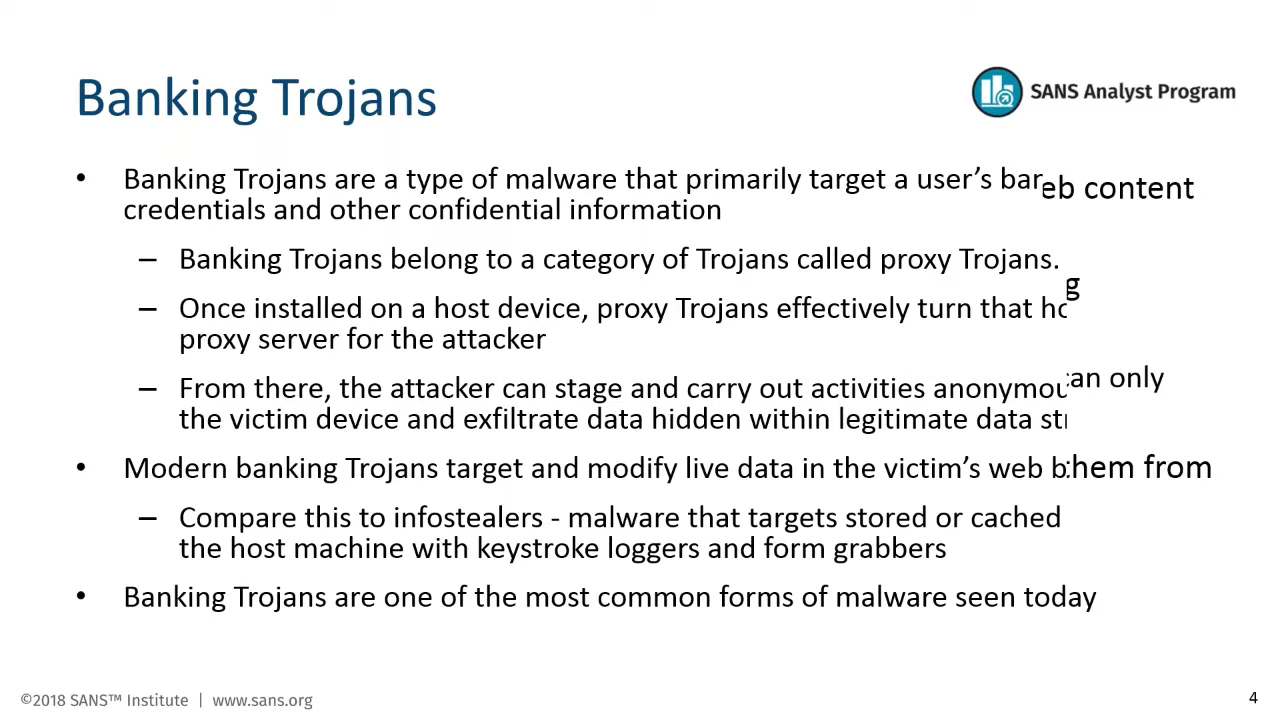 Banking Trojans
SANS Analyst Program
• Banking Trojans are a type of malware that primarily target a user’s
eb content
credentials and other confidential information
– Banking Trojans belong to a category of Trojans called proxy Trojans.
g
– Once installed on a host device, proxy Trojans effectively turn that
proxy server for the attacker
– From there, the attacker can stage and carry out activities
an only
the victim device and exfiltrate data hidden within legitimate data
• Modern banking Trojans target and modify live data in the victim’s web
hem from
– Compare this to infostealers - malware that targets stored or cached
the host machine with keystroke loggers and form grabbers
• Banking Trojans are one of the most common forms of malware seen today
©2018 SANS™ Institute | www.sans.org
4